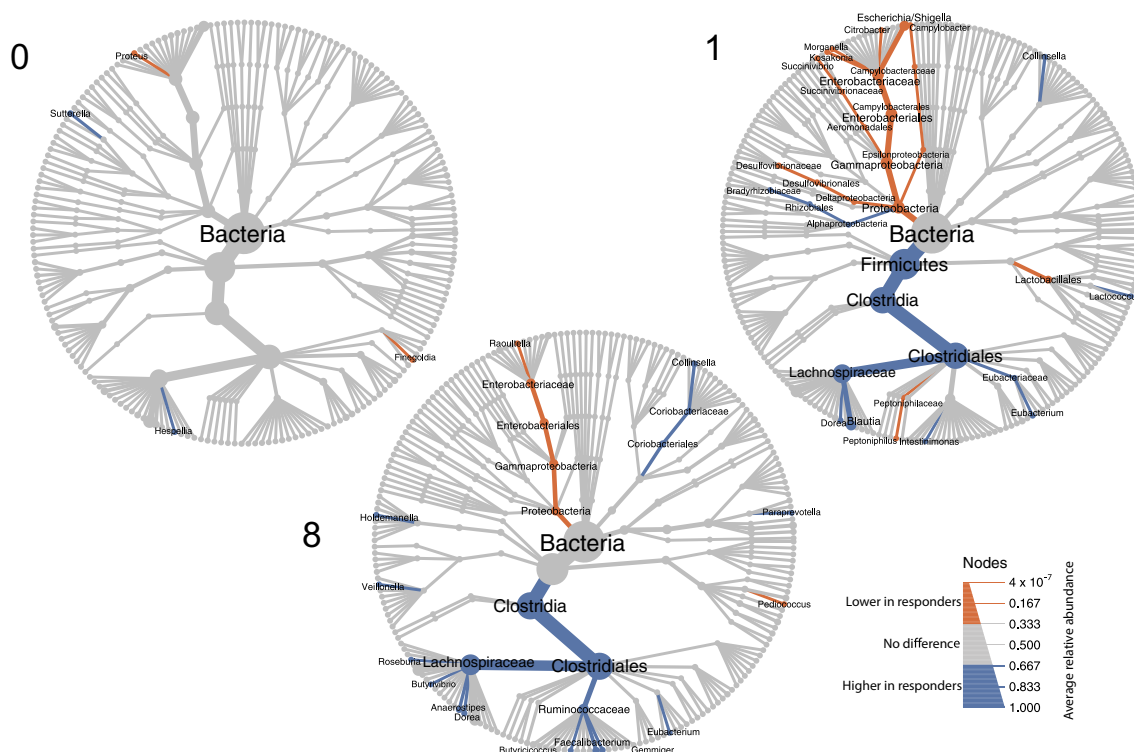 0
Proteus
Sutterella
Bacteria
Finegoldia
Hespellia
1
Escherichia/Shigella
Citrobacter
Campylobacter
Morganella
Kosakonia
Succinivibrio
Campylobacteraceae
Enterobacteriaceae
Succinivibrionaceae
Collinsella
Campylobacterales
Enterobacteriales
Aeromonadales
Epsilonproteobacteria
Gammaproteobacteria
Desulfovibrionaceae
Desulfovibrionales
Bradyrhizobiaceae
Deltaproteobacteria
Rhizobiales
Proteobacteria
Alphaproteobacteria
Bacteria
Firmicutes
Lactobacillales
Clostridia
Clostridiales
Lachnospiraceae
Eubacteriaceae
Peptoniphilaceae
Eubacterium
Dorea
Blautia
Peptoniphilus
Intestinimonas
8
Raoultella
Collinsella
Enterobacteriaceae
Coriobacteriaceae
Enterobacteriales
Coriobacteriales
Gammaproteobacteria
Proteobacteria
Holdemanella
Paraprevotella
Bacteria
Veillonella
Clostridia
Pediococcus
Roseburia
Lachnospiraceae
Clostridiales
Butyrivibrio
Anaerostipes
Dorea
Ruminococcaceae
Eubacterium
Butyricicoccus
Faecalibacterium
Gemmiger
Nodes
4 x 10⁻⁷
Lower in responders
0.167
0.333
No difference
0.500
0.667
Higher in responders
0.833
1.000
Average relative abundance